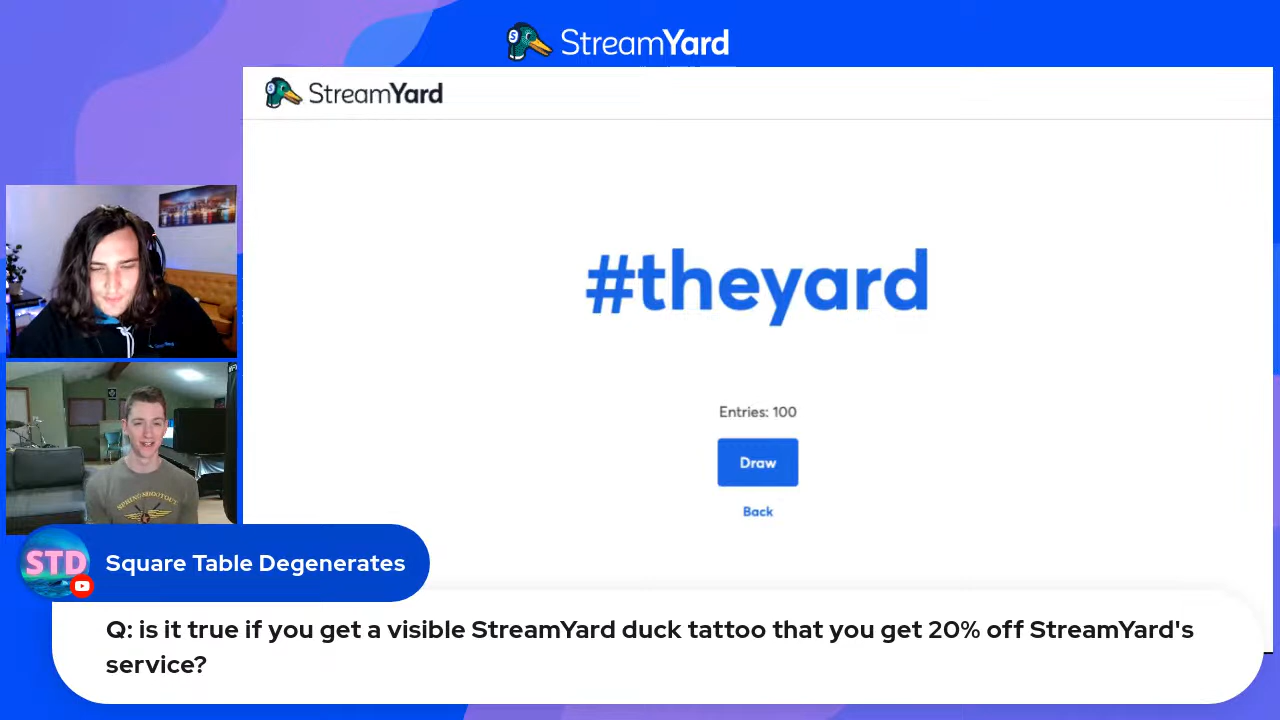 StreamYard
StreamYard
#theyard
Entries: 100
Draw
Back
STD
Square Table Degenerates
Q: is it true if you get a visible StreamYard duck tattoo that you get 20% off StreamYard's
service?